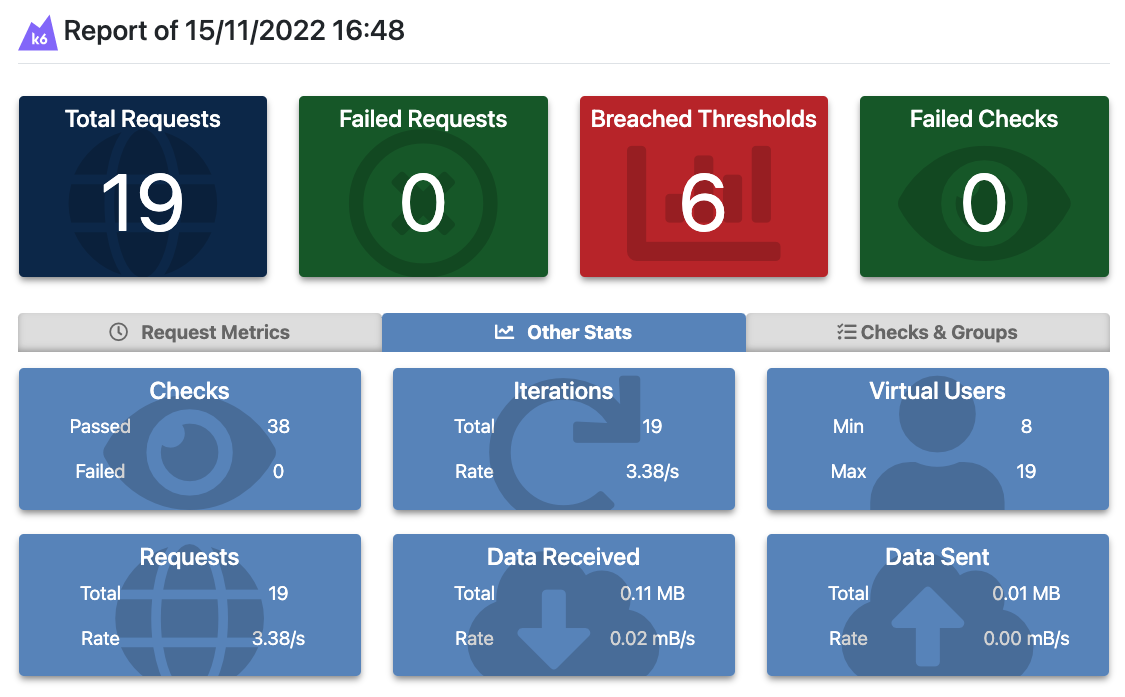 k6 Report of 15/11/2022 16:48
Total Requests Failed Requests Breached Thresholds Failed Checks
19 0 6 0
Request Metrics Other Stats Checks & Groups
Checks Iterations Virtual Users
Passed 38 Total 19 Min 8
Failed 0 Rate 3.38/s Max 19
Requests Data Received Data Sent
Total 19 Total 0.11 MB Total 0.01 MB
Rate 3.38/s Rate 0.02 mB/s Rate 0.00 mB/s